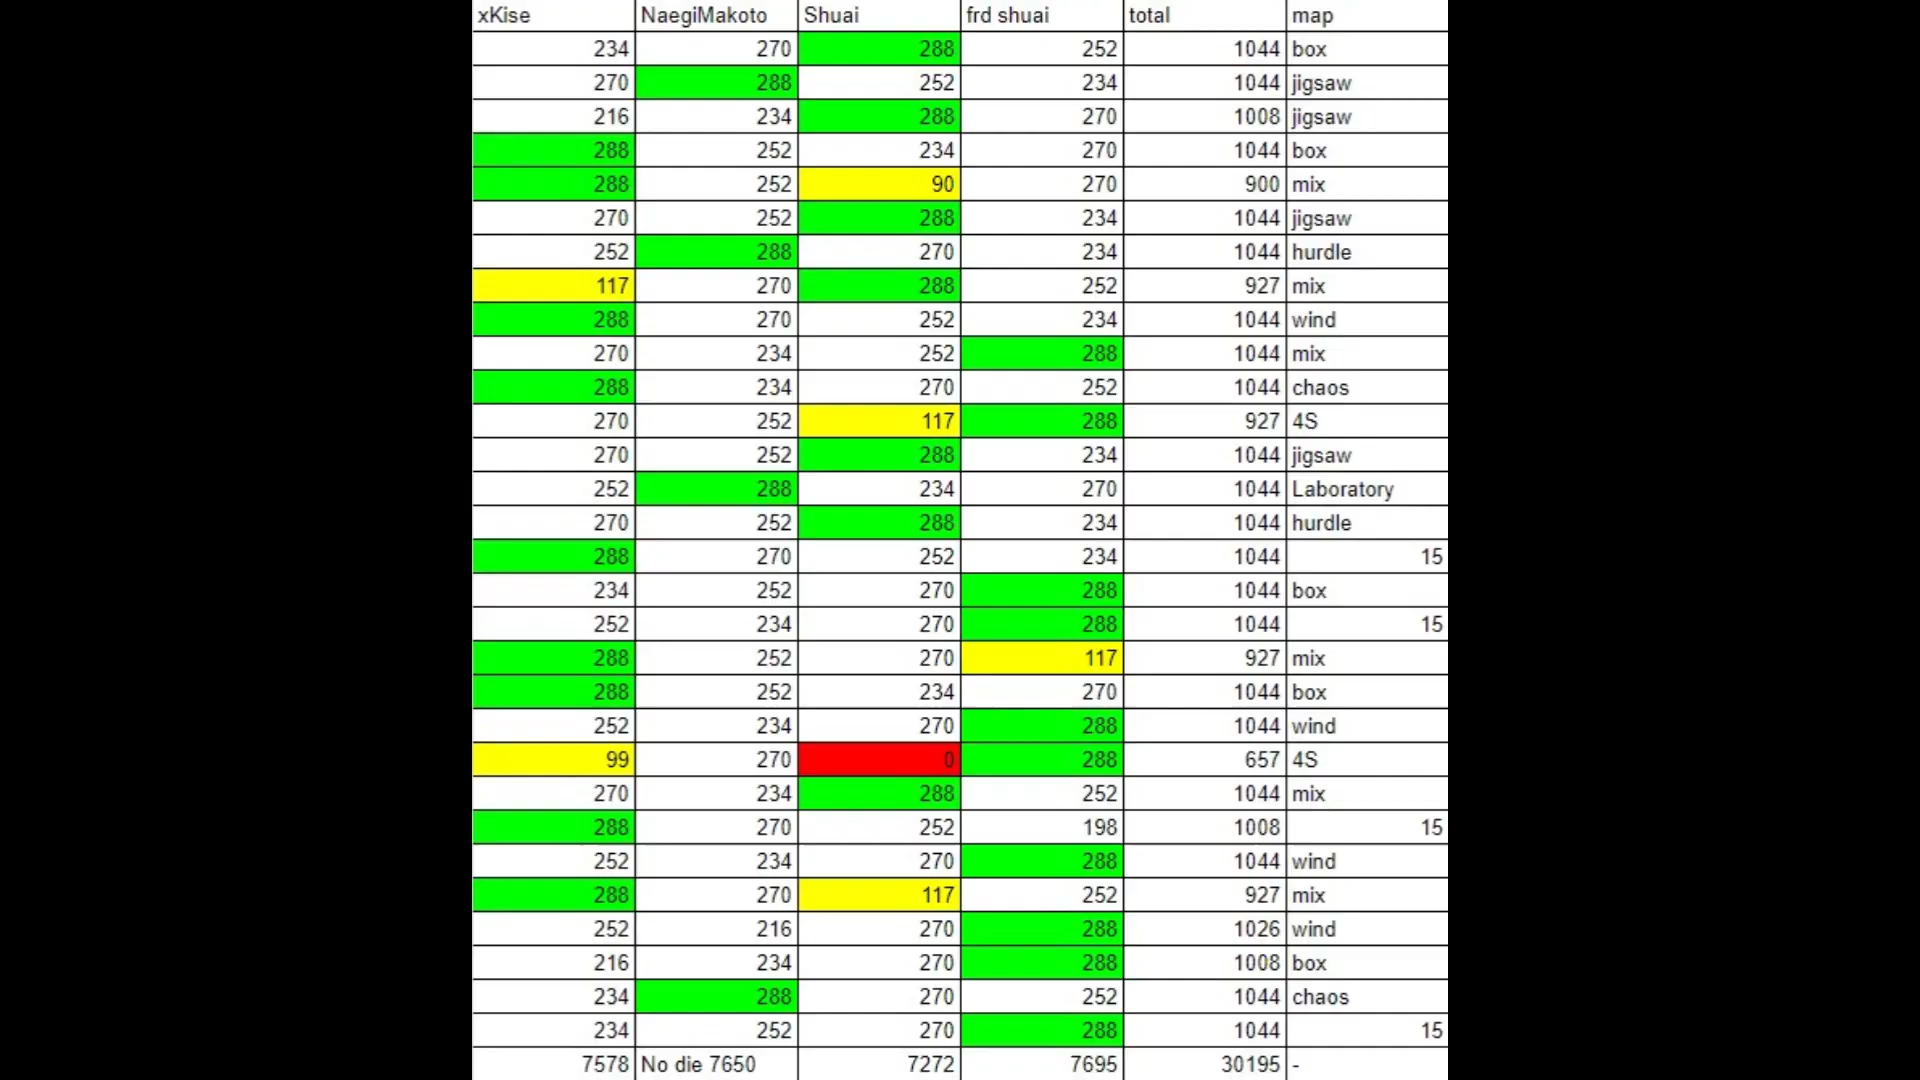 xKise NaegiMakoto Shuai frd shuai total map
234 270 288 252 1044 box
270 288 252 234 1044 jigsaw
216 234 288 270 1008 jigsaw
288 252 234 270 1044 box
288 252 90 270 900 mix
270 252 288 234 1044 jigsaw
252 288 270 234 1044 hurdle
117 270 288 252 927 mix
288 270 252 234 1044 wind
270 234 252 288 1044 mix
288 234 270 252 1044 chaos
270 252 117 288 927 4S
270 252 288 234 1044 jigsaw
252 288 234 270 1044 Laboratory
270 252 288 234 1044 hurdle
288 270 252 234 1044 15
234 252 270 288 1044 box
252 234 270 288 1044 15
288 252 270 117 927 mix
288 252 234 270 1044 box
252 234 270 288 1044 wind
99 270 0 288 657 4S
270 234 288 252 1044 mix
288 270 252 198 1008 15
252 234 270 288 1044 wind
288 270 117 252 927 mix
252 216 270 288 1026 wind
216 234 270 288 1008 box
234 288 270 252 1044 chaos
234 252 270 288 1044 15
7578 No die 7650 7272 7695 30195 -